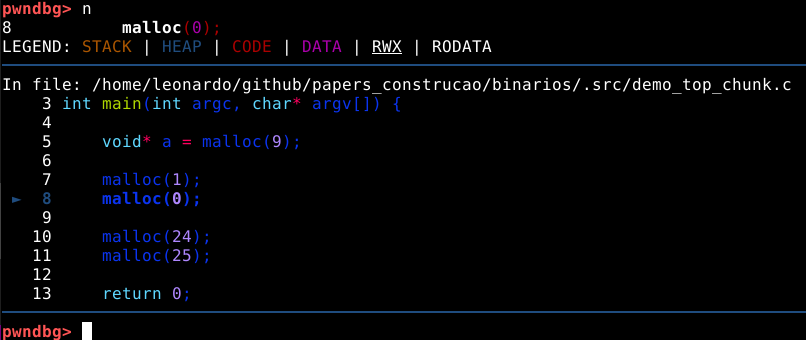 pwndbg> n
8           malloc(0);
LEGEND: STACK | HEAP | CODE | DATA | RWX | RODATA
In file: /home/leonardo/github/papers_construcao/binarios/.src/demo_top_chunk.c
    3 int main(int argc, char* argv[]) {
    4
    5     void* a = malloc(9);
    6
    7     malloc(1);
 ►  8     malloc(0);
    9
   10     malloc(24);
   11     malloc(25);
   12
   13     return 0;
pwndbg>